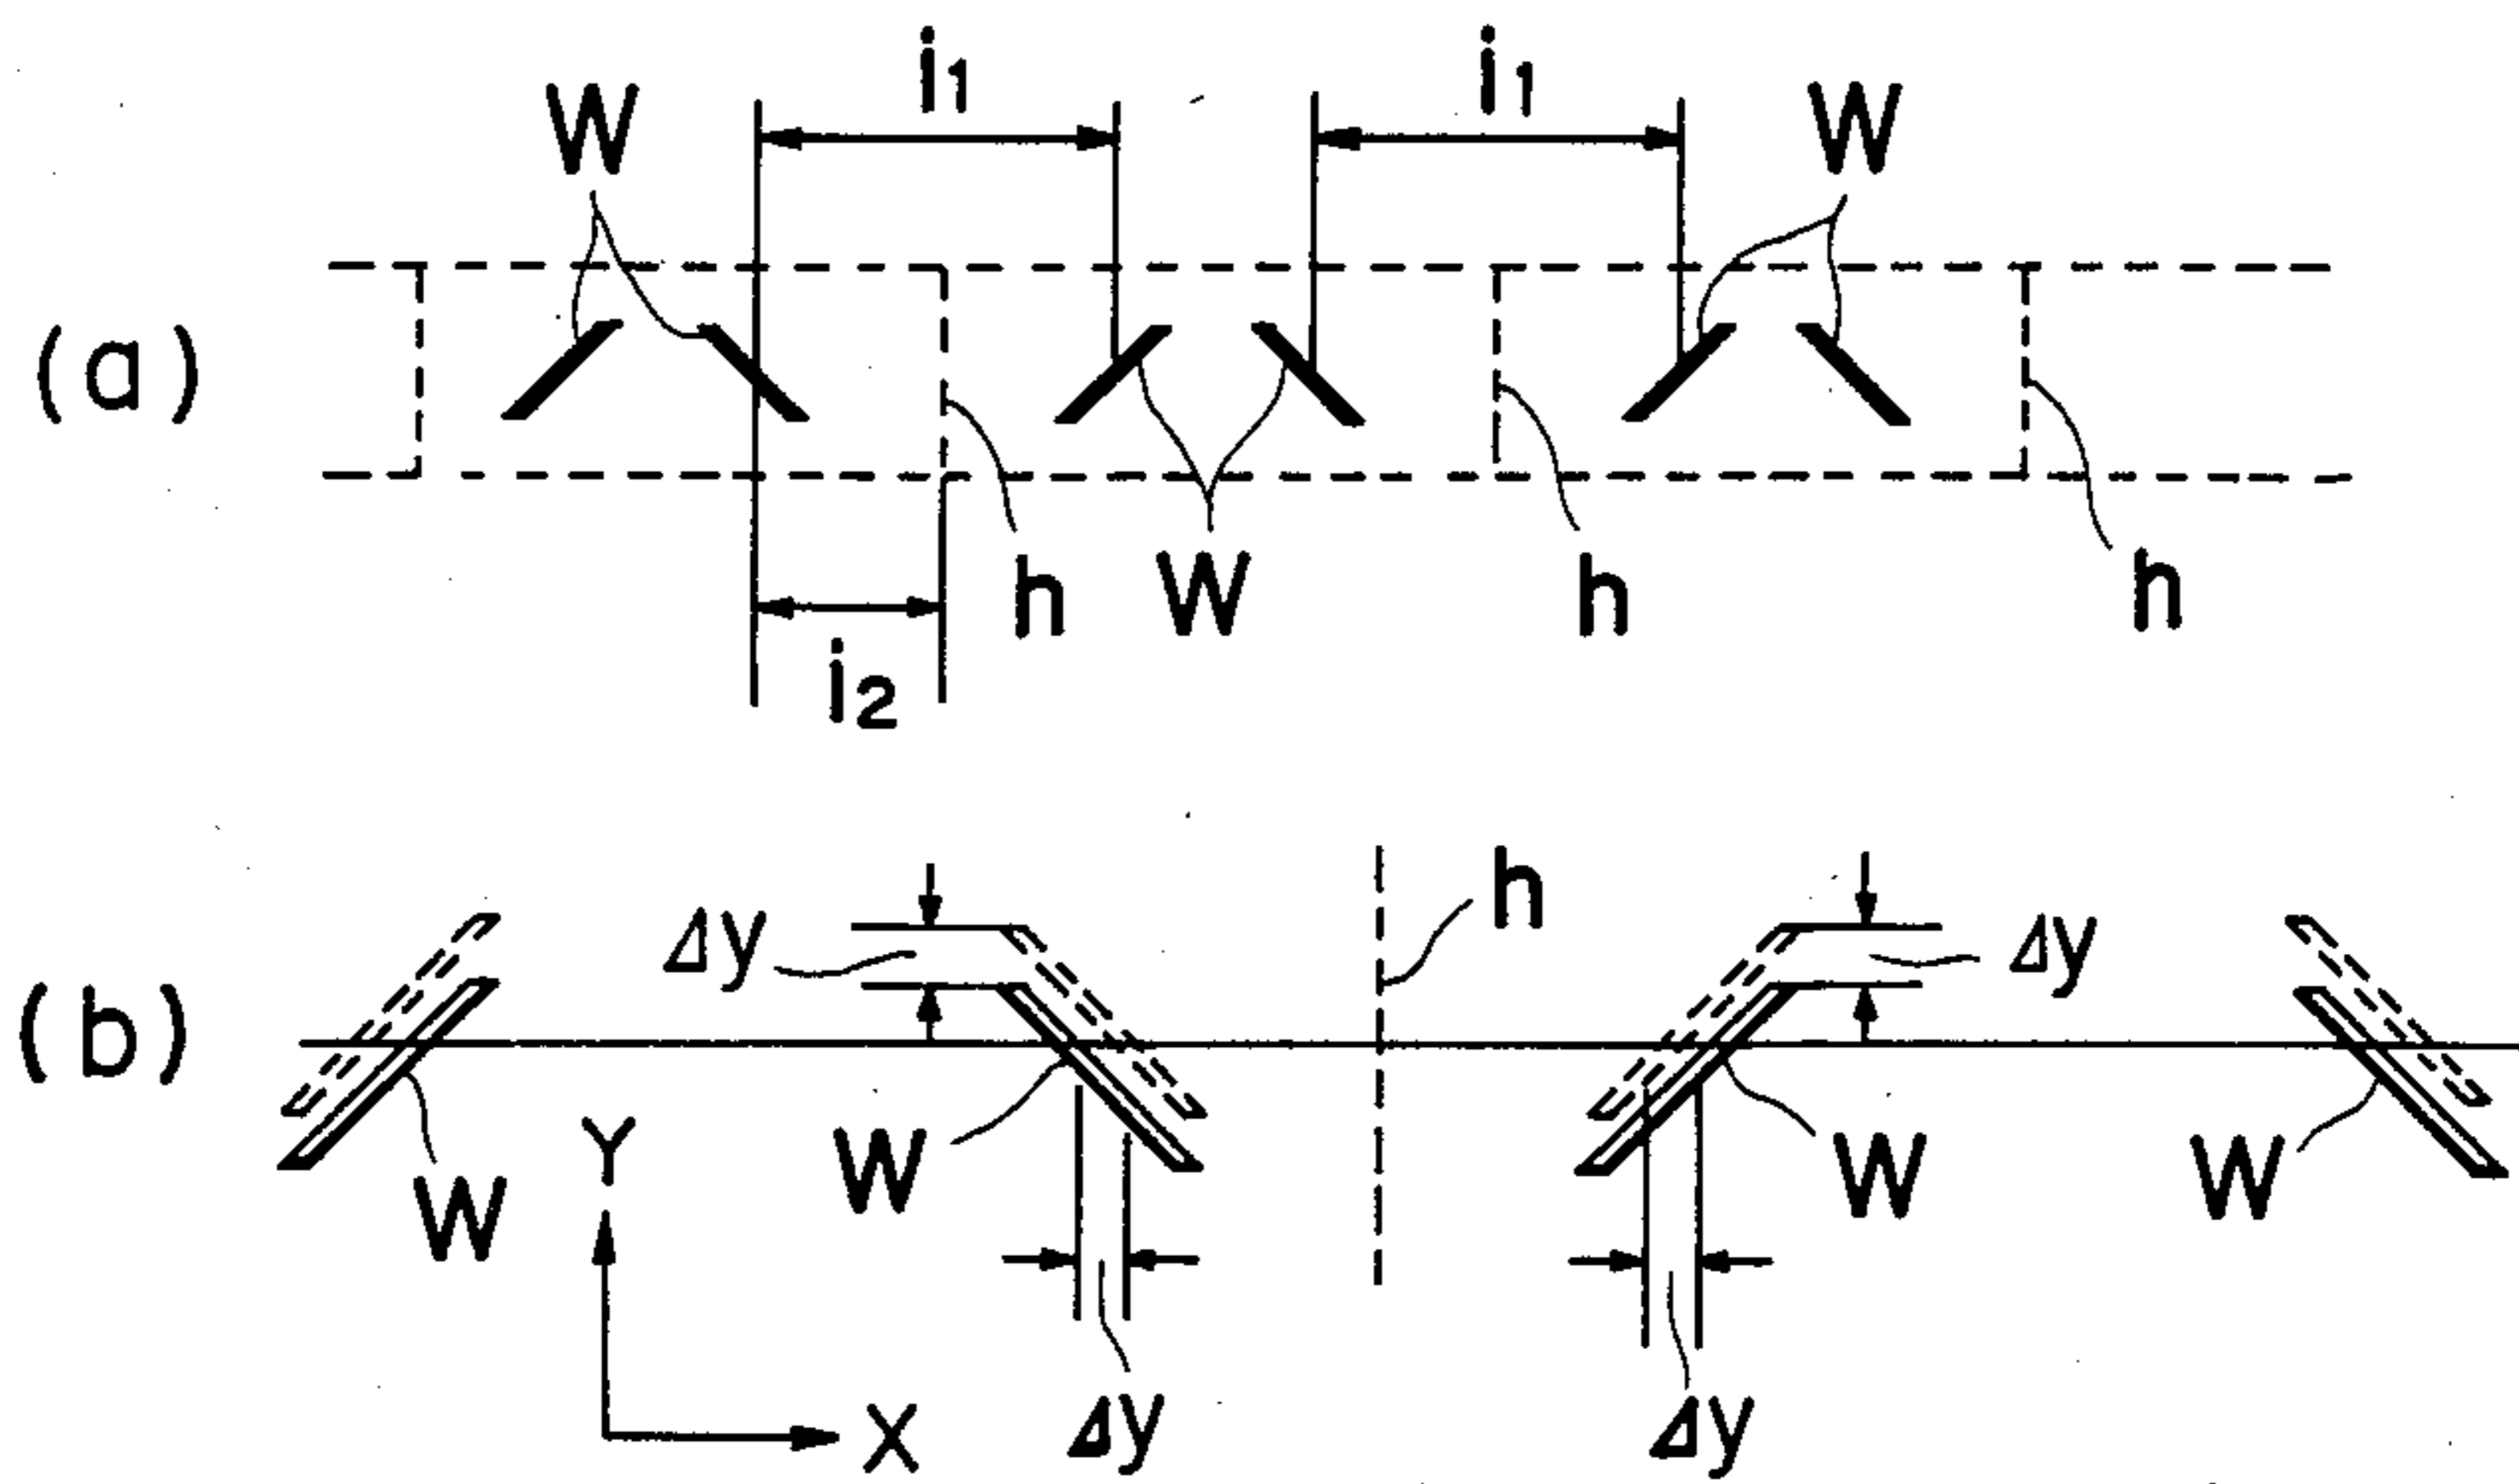 i1 i1
W W
(a)
h W h h
i2
h
Δy Δy
(b)
W Y W W W
X Δy Δy